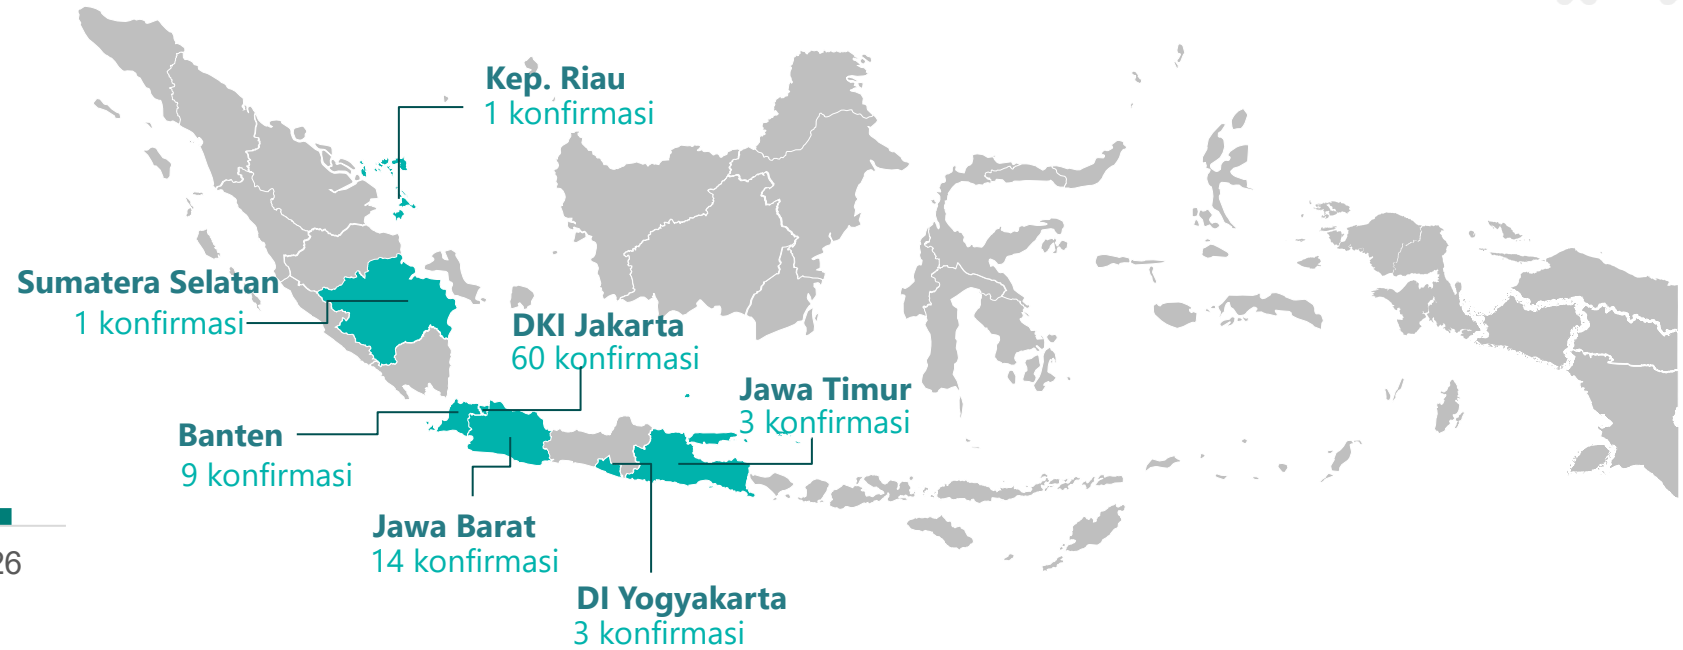 Kep. Riau
1 konfirmasi
Sumatera Selatan
1 konfirmasi
DKI Jakarta
60 konfirmasi
Jawa Timur
3 konfirmasi
Banten
9 konfirmasi
Jawa Barat
14 konfirmasi
26
DI Yogyakarta
3 konfirmasi